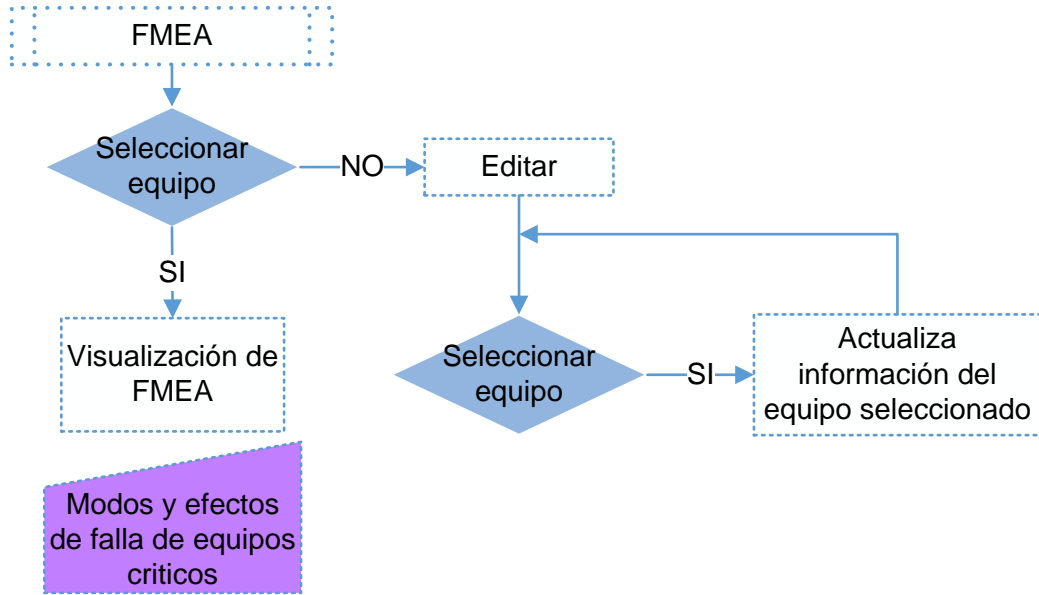 FMEA
Seleccionar
equipo
NO
Editar
SI
Visualización de
FMEA
Seleccionar
equipo
SI
Actualiza
información del
equipo seleccionado
Modos y efectos
de falla de equipos
criticos